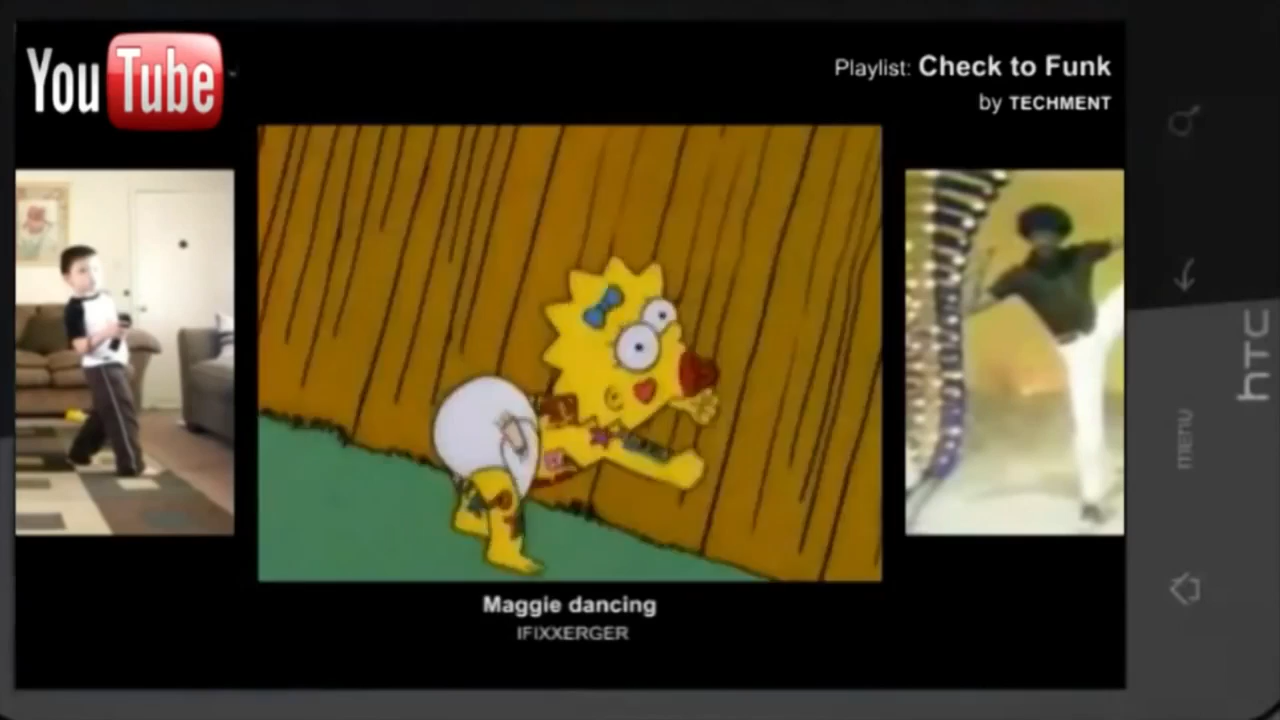 YouTube
Playlist: Check to Funk
by TECHMENT
Maggie dancing
IFIXXERGER
hTC
menu